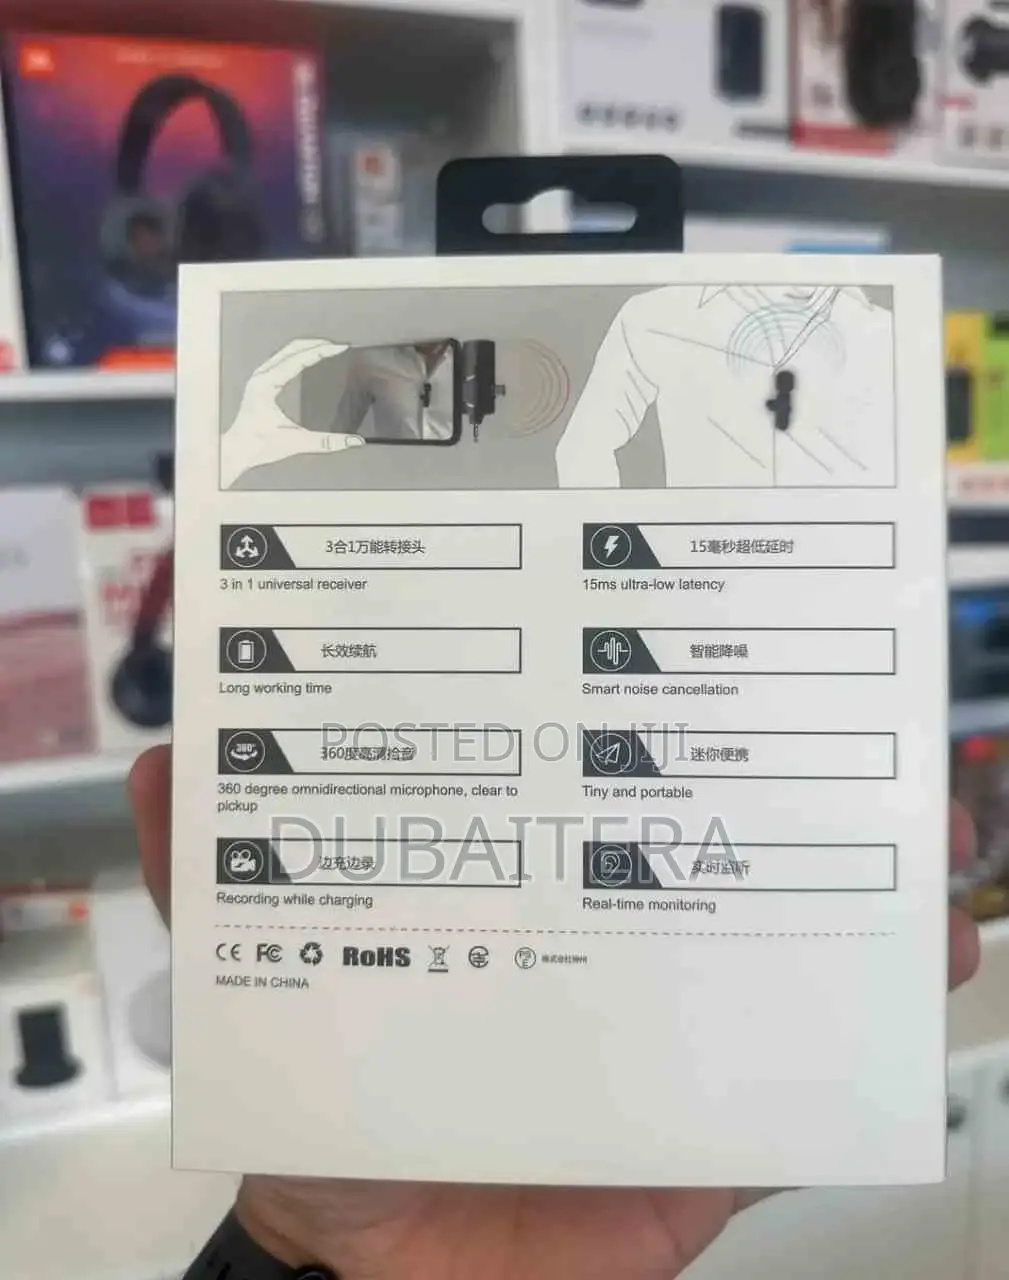 3合1万能转接头
3 in 1 universal receiver
15毫秒超低延时
15ms ultra-low latency
长效续航
Long working time
智能降噪
Smart noise cancellation
POSTED ON JIJI
360°
360度高清拾音
360 degree omnidirectional microphone, clear to
pickup
迷你便携
Tiny and portable
DUBAITERA
边充边录
Recording while charging
实时监听
Real-time monitoring
CE FC RoHS PSE
MADE IN CHINA